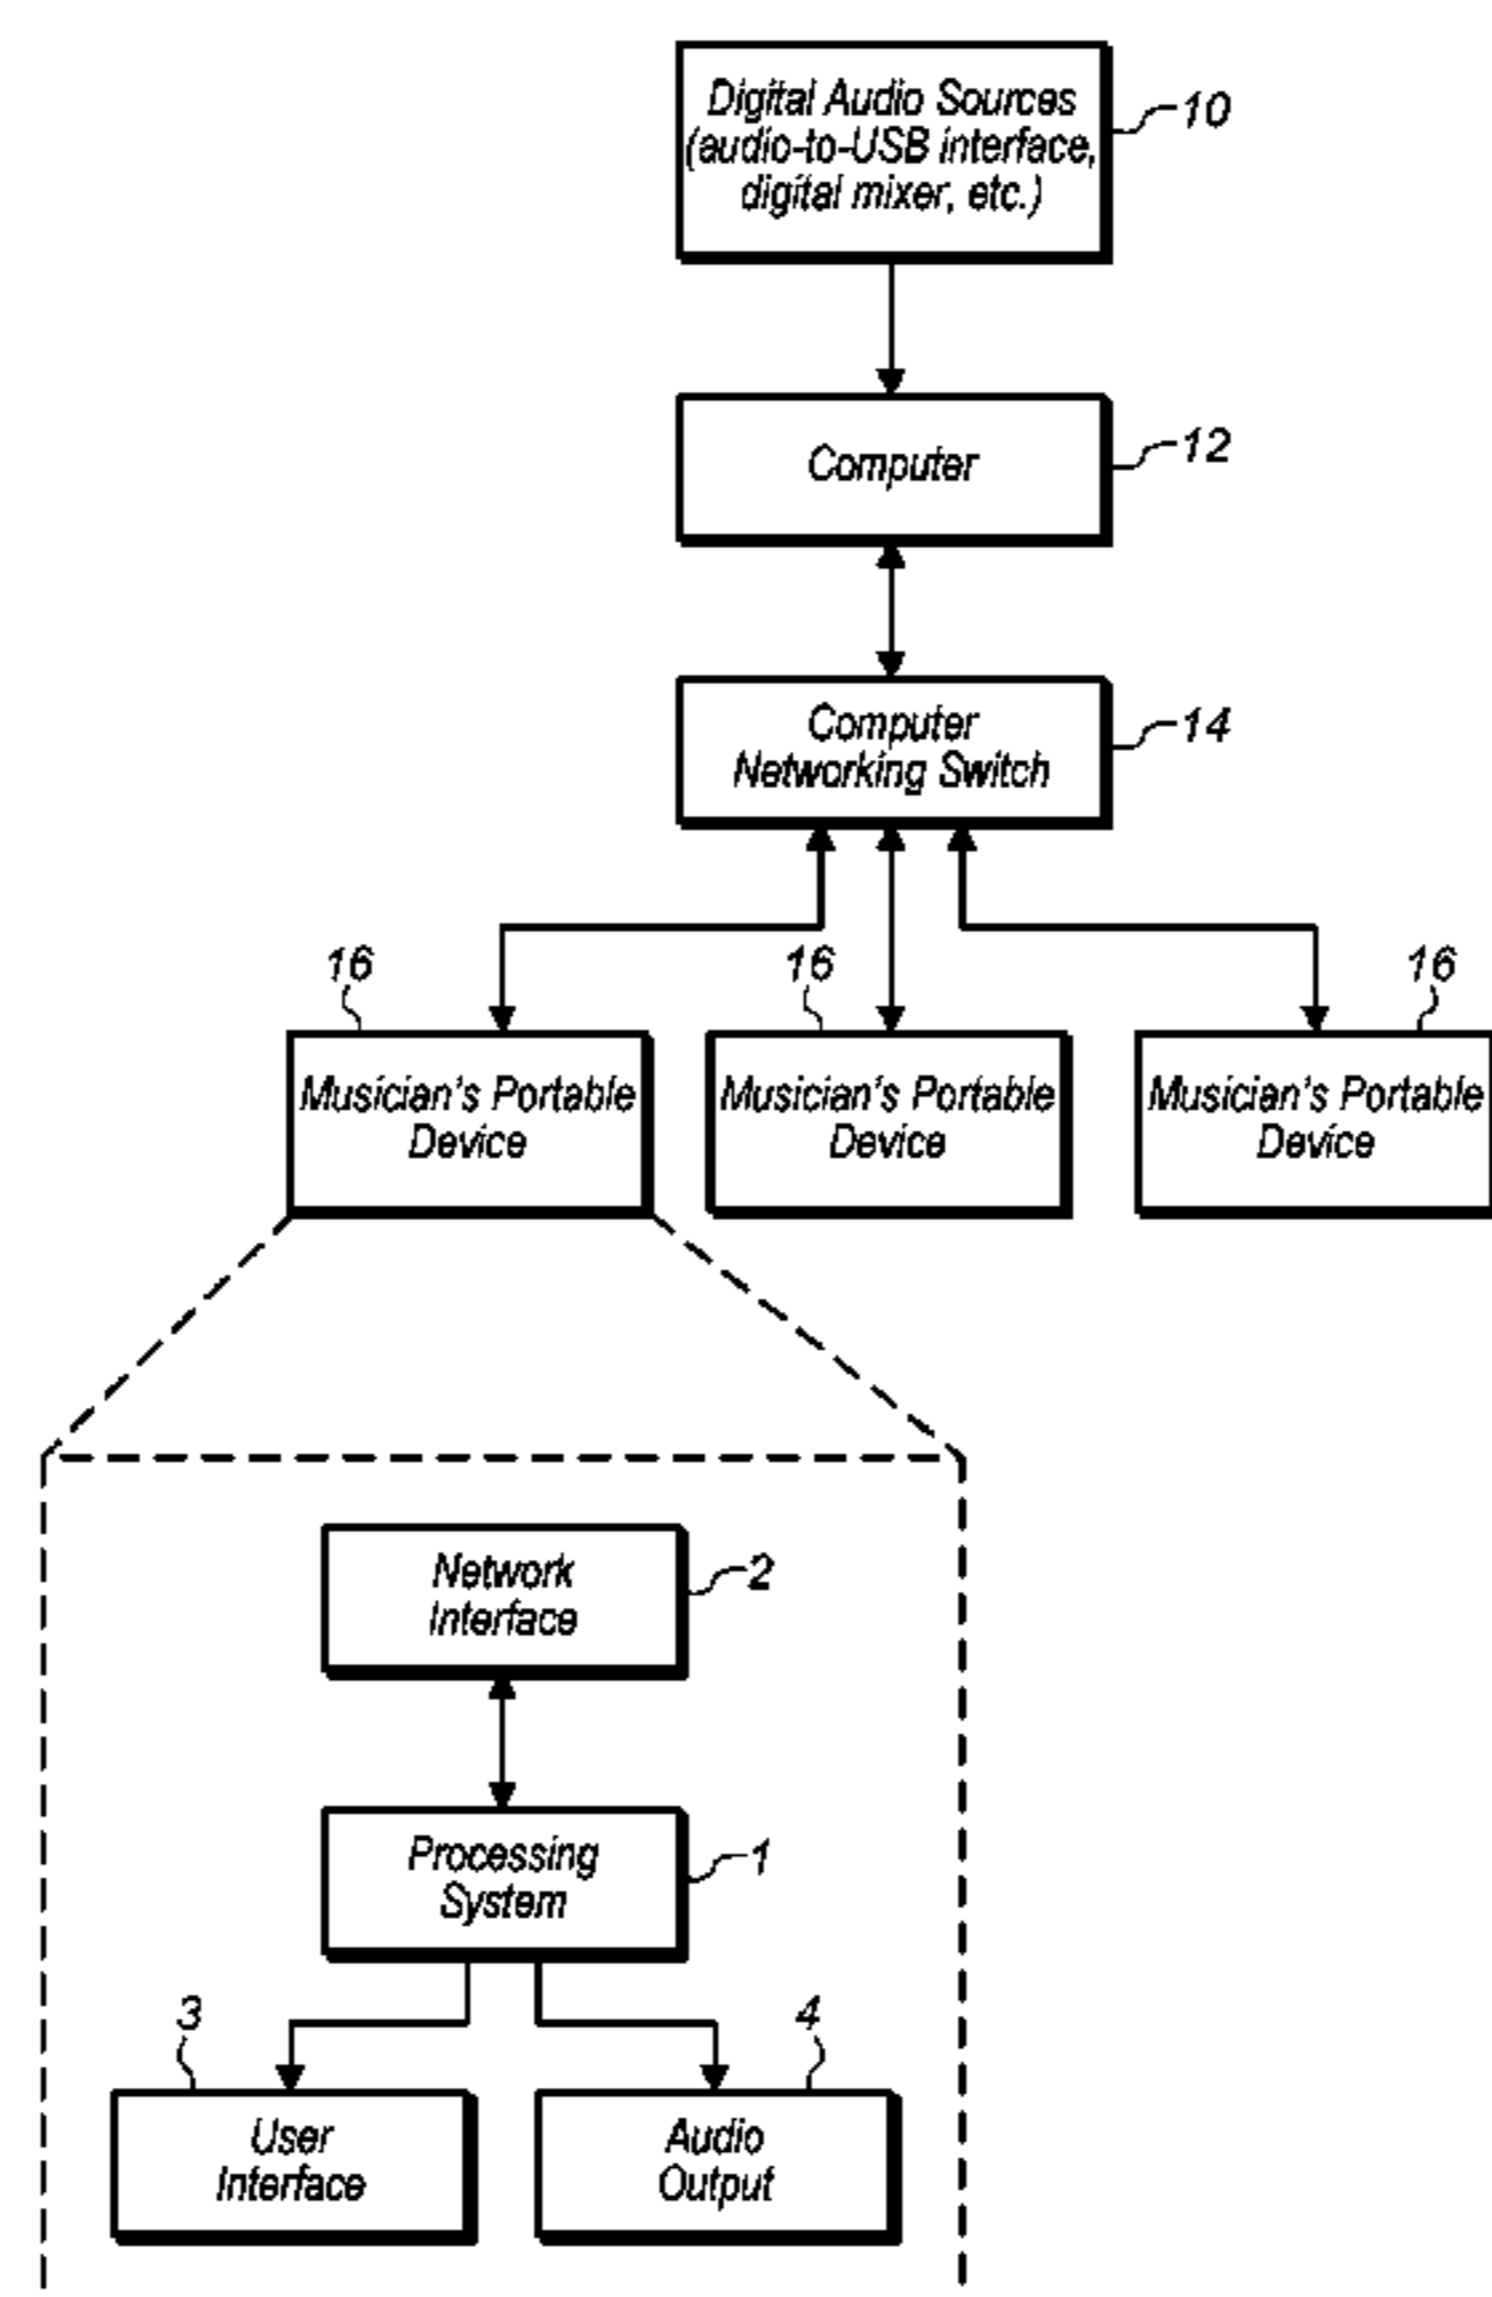 Digital Audio Sources
(audio-to-USB interface,
digital mixer, etc.)
10
Computer
12
Computer
Networking Switch
14
16
16
16
Musician's Portable
Device
Musician's Portable
Device
Musician's Portable
Device
Network
Interface
2
Processing
System
1
3
4
User
Interface
Audio
Output